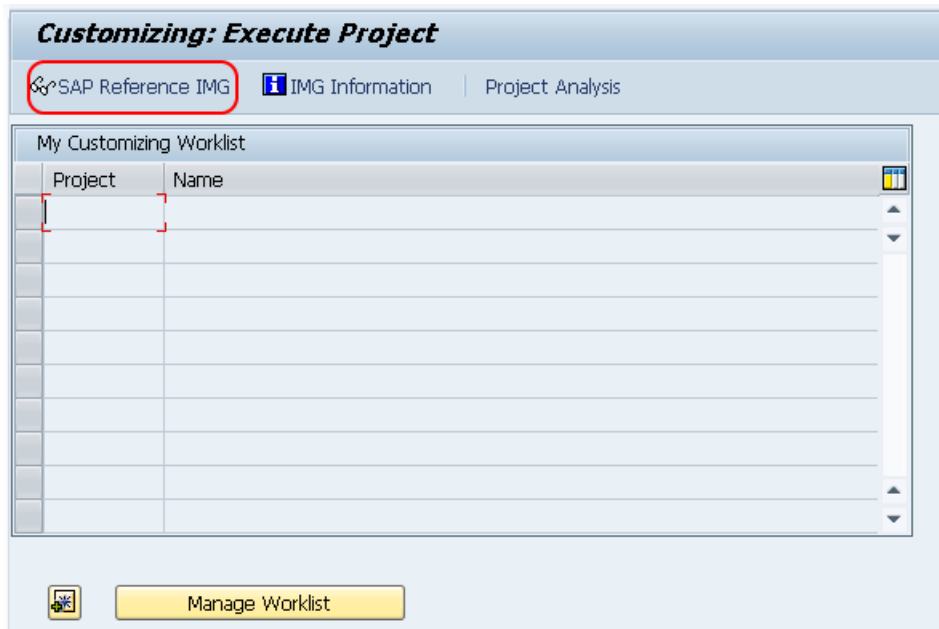 Customizing: Execute Project
SAP Reference IMG IMG Information Project Analysis
My Customizing Worklist
Project Name
Manage Worklist